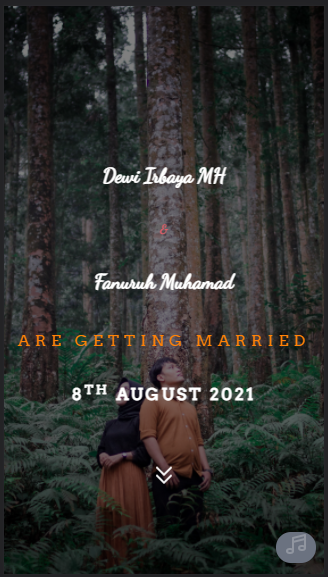 Dewi Irbaya MH
&
Fanuruh Muhamad
ARE GETTING MARRIED
8TH AUGUST 2021